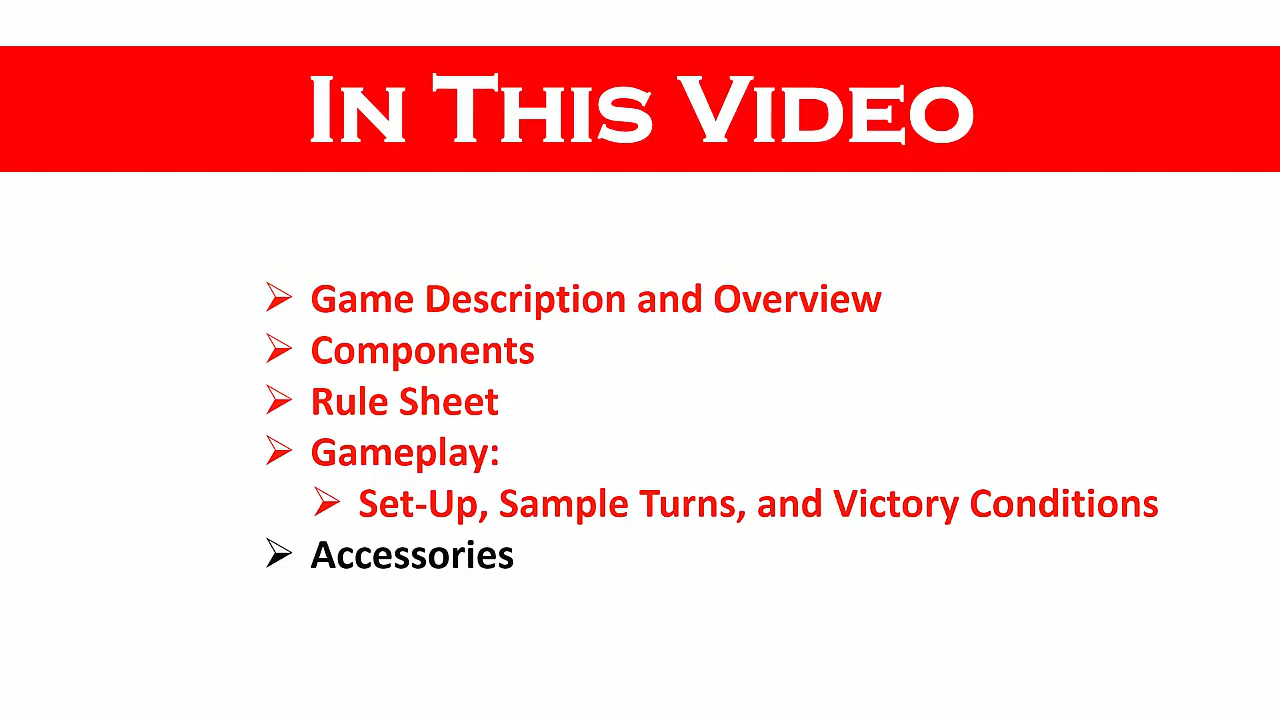 In This Video
Game Description and Overview
Components
Rule Sheet
Gameplay:
Set-Up, Sample Turns, and Victory Conditions
Accessories